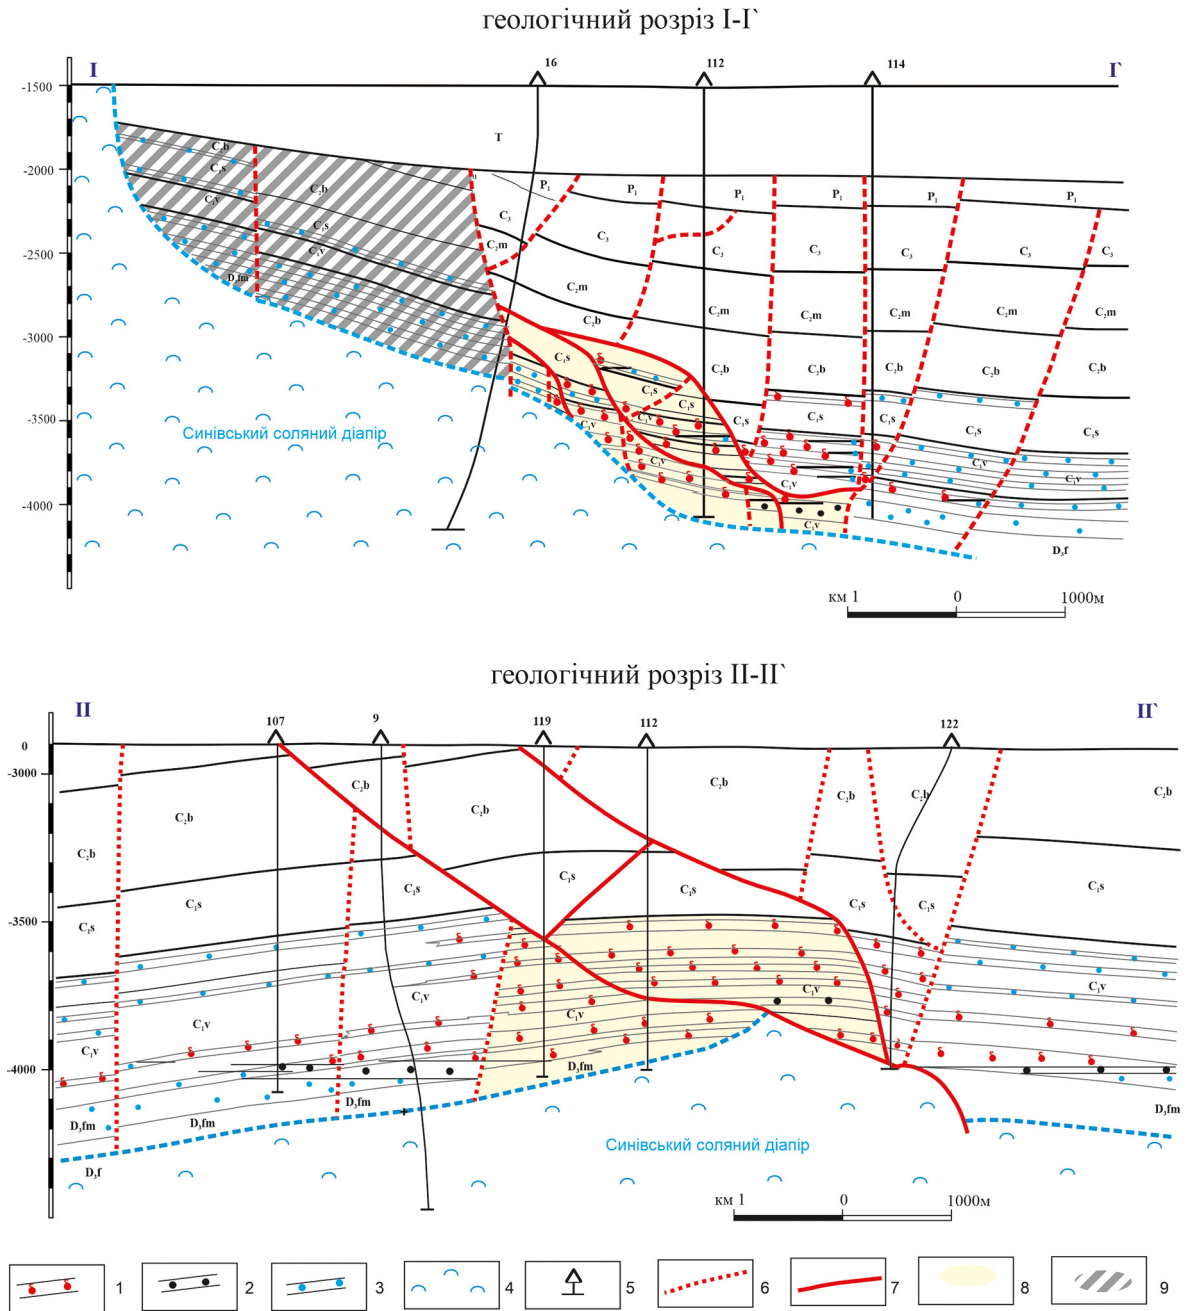 геологічний розріз I-I`
I
16
112
114
I`
-1500
T
C₂b
-2000
C₁s
C₂b
P₁
P₁
P₁
P₁
P₁
P₁
C₁v
C₁s
C₃
C₃
C₃
C₃
C₃
C₃
C₃
-2500
C₁v
C₂m
D₃fm
C₂m
C₂m
C₂m
C₂m
C₂m
C₂m
C₂b
-3000
C₁s
C₂b
C₂b
C₂b
C₂b
C₂b
C₁s
C₁s
-3500
C₁v
C₁v
C₁s
C₁s
C₁s
C₁s
C₁s
Синівський соляний діапір
C₁v
C₁v
C₁v
-4000
C₁v
D₃f
км 1
0
1000м
геологічний розріз II-II`
II
107
9
119
112
122
II`
0
-3000
C₂b
C₂b
C₂b
C₂b
C₂b
C₂b
C₂b
C₂b
C₁s
C₁s
C₁s
C₁s
C₁s
C₁s
C₁s
C₁s
-3500
C₁v
C₁v
C₁v
C₁v
C₁v
C₁v
-4000
D₃fm
D₃fm
D₃fm
D₃fm
D₃fm
Синівський соляний діапір
D₃f
км 1
0
1000м
1
2
3
4
5
6
7
8
9